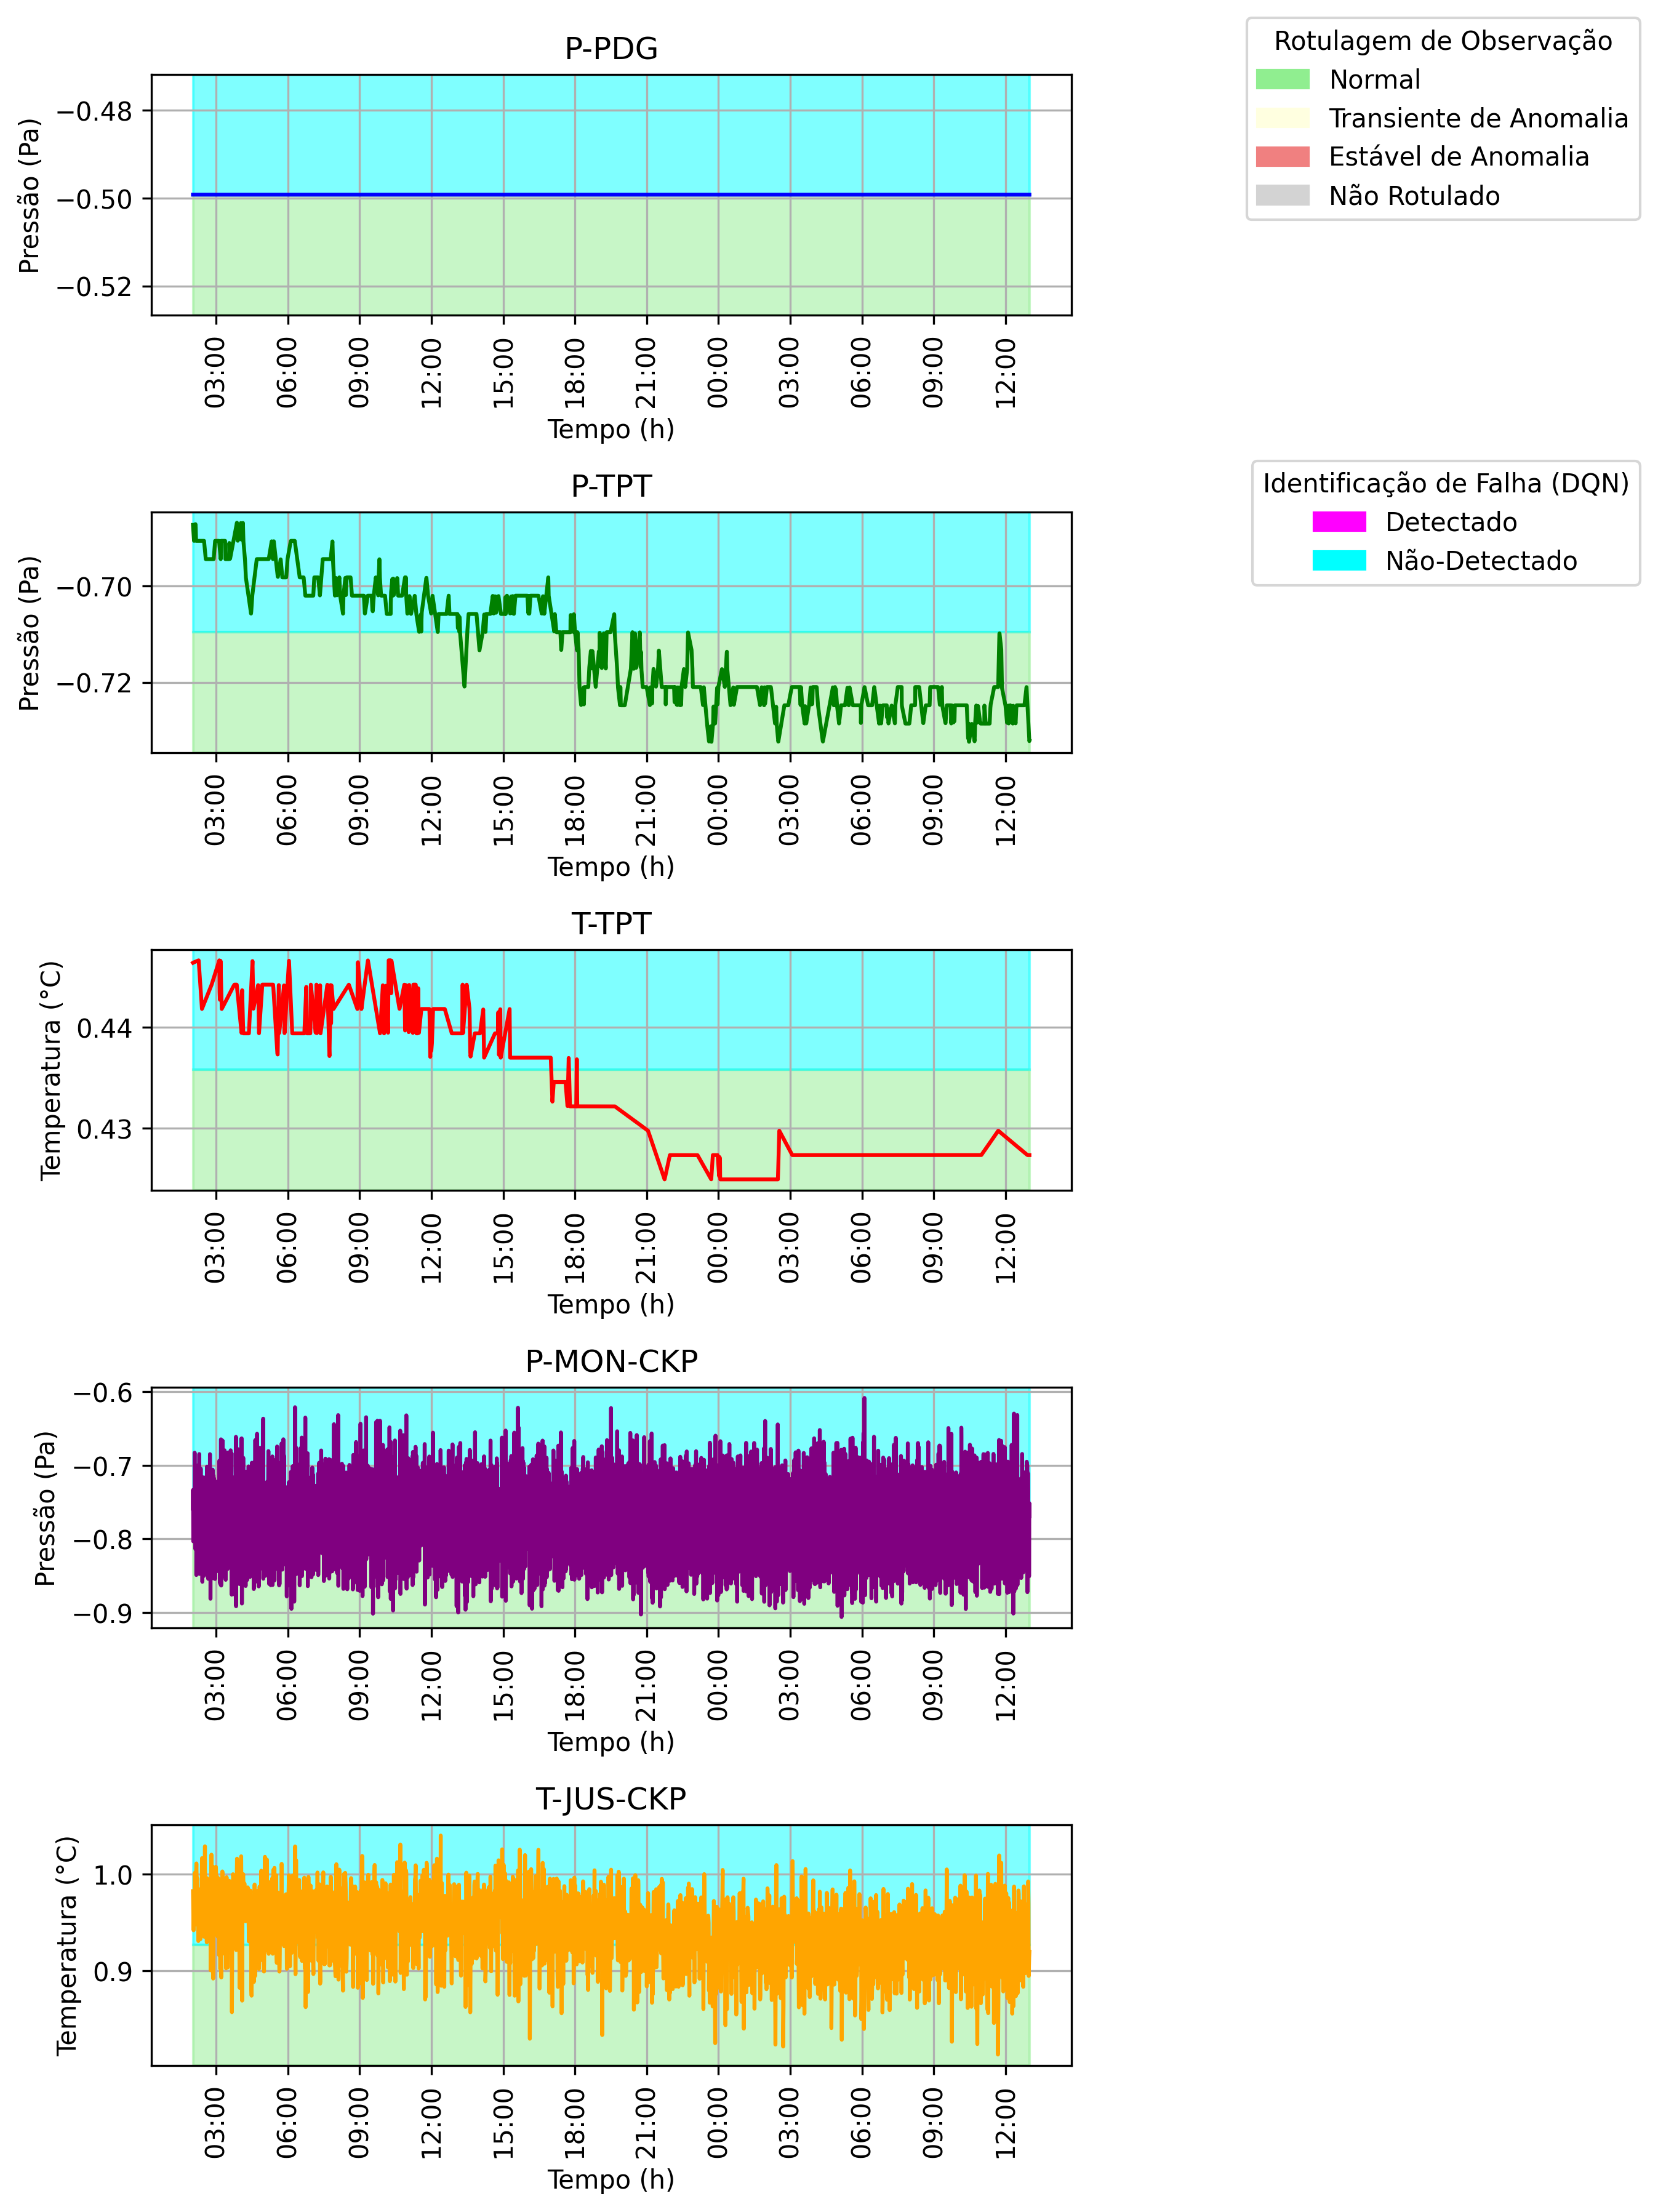 P-PDG
Pressão (Pa)
−0.48
−0.50
−0.52
03:00 06:00 09:00 12:00 15:00 18:00 21:00 00:00 03:00 06:00 09:00 12:00
Tempo (h)
Rotulagem de Observação
Normal
Transiente de Anomalia
Estável de Anomalia
Não Rotulado
P-TPT
Pressão (Pa)
−0.70
−0.72
03:00 06:00 09:00 12:00 15:00 18:00 21:00 00:00 03:00 06:00 09:00 12:00
Tempo (h)
Identificação de Falha (DQN)
Detectado
Não-Detectado
T-TPT
Temperatura (°C)
0.44
0.43
03:00 06:00 09:00 12:00 15:00 18:00 21:00 00:00 03:00 06:00 09:00 12:00
Tempo (h)
P-MON-CKP
Pressão (Pa)
−0.6
−0.7
−0.8
−0.9
03:00 06:00 09:00 12:00 15:00 18:00 21:00 00:00 03:00 06:00 09:00 12:00
Tempo (h)
T-JUS-CKP
Temperatura (°C)
1.0
0.9
03:00 06:00 09:00 12:00 15:00 18:00 21:00 00:00 03:00 06:00 09:00 12:00
Tempo (h)